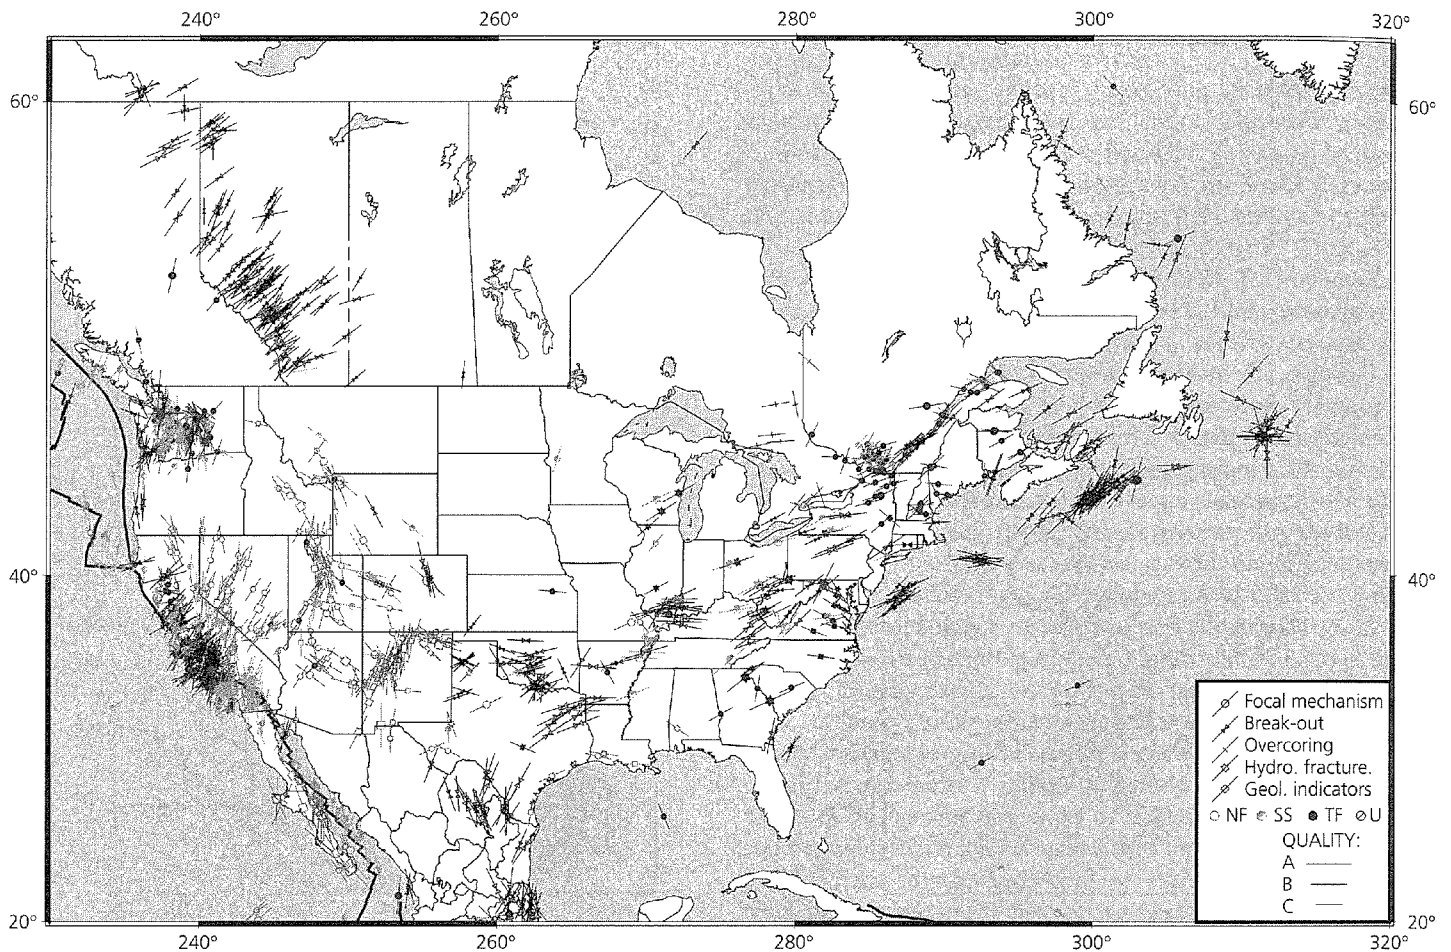 240° 260° 280° 300° 320°
60° 60°
40° 40°
Focal mechanism
Break-out
Overcoring
Hydro. fracture.
Geol. indicators
NF SS TF U
QUALITY:
A
B
C
20° 20°
240° 260° 280° 300° 320°